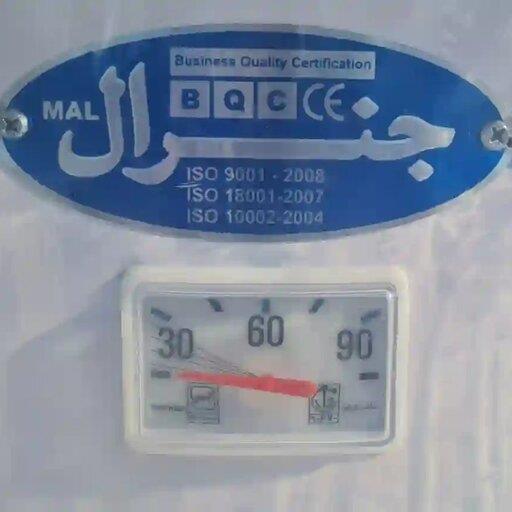 Business Quality Certification
MAL BQC CE
جنرال
ISO 9001 - 2008
ISO 18001-2007
ISO 10002-2004
30 60 90